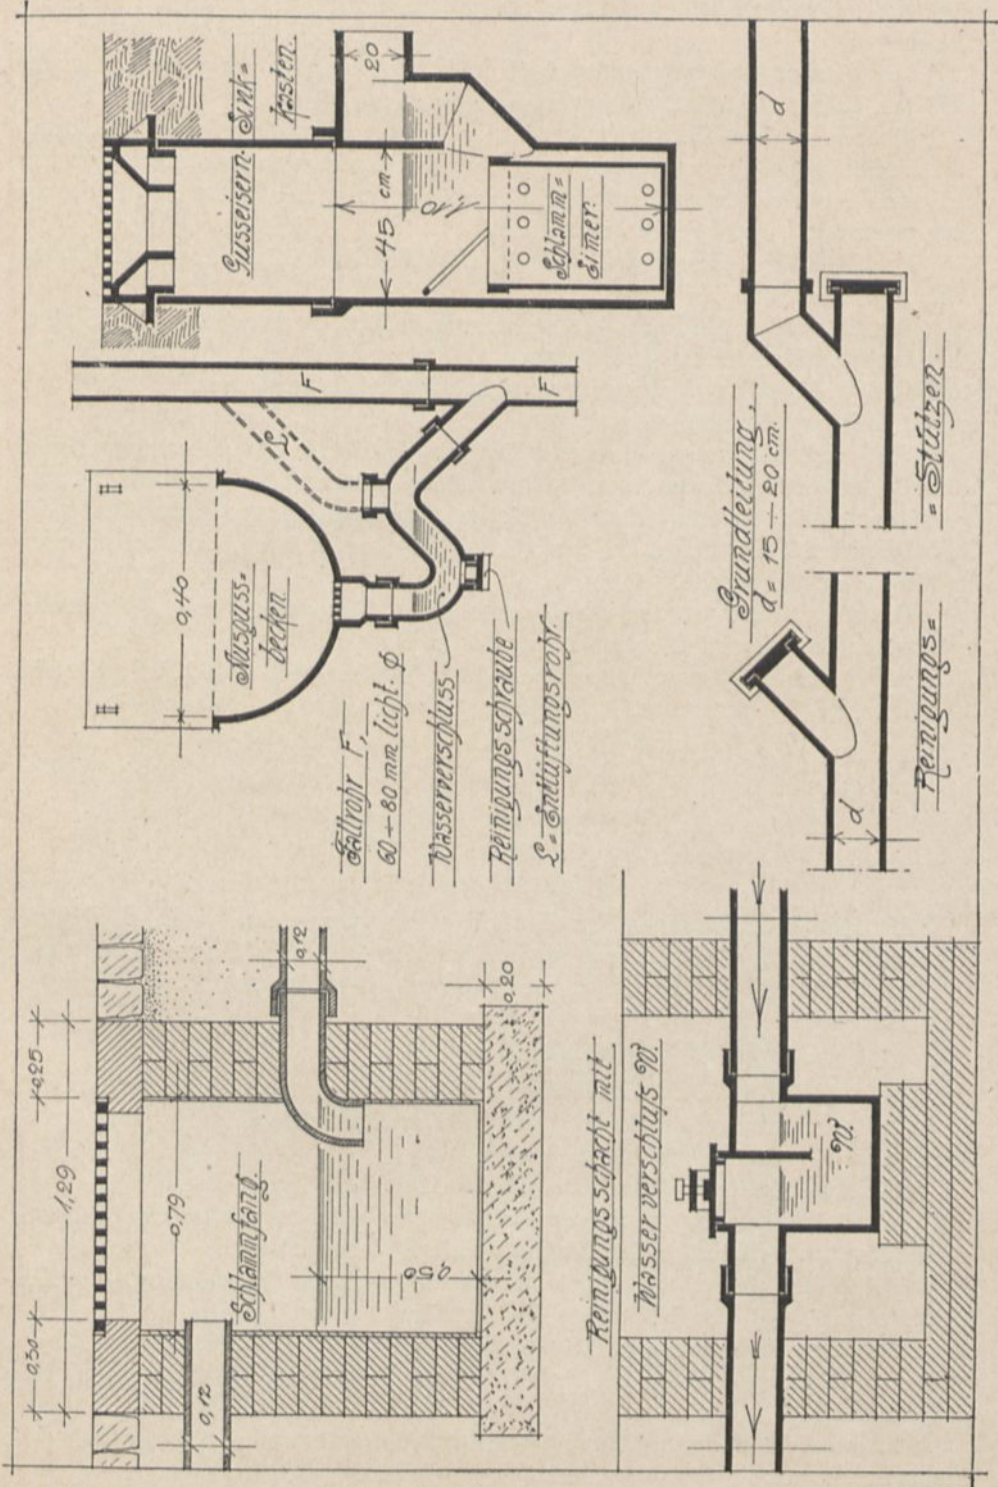 0,30
0,25
1,29
0,79
0,12
Schlammfang
0,50
0,12
0,20
Ausguss=
becken.
0,40
L
F
F
Fallrohr F,
60 ÷ 80 mm licht. ϕ
Wasserverschluss
Reinigungsschraube
L = Entlüftungsrohr.
Gusseisern. Sink=
kasten.
20
45 cm
1,10
Schlamm=
Eimer.
Reinigungsschacht mit
Wasserverschluſs W.
W.
Grundleitung,
d = 15 ÷ 20 cm.
d
d
Reinigungs=
= Stutzen.